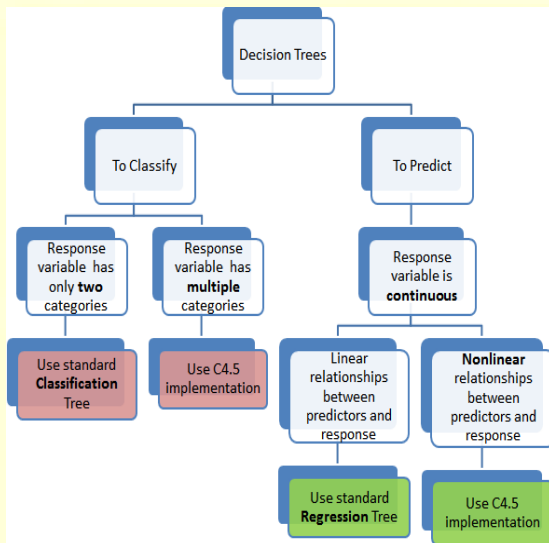 Decision Trees
To Classify
To Predict
Response
variable has
only two
categories
Response
variable has
multiple
categories
Response
variable is
continuous
Use standard
Classification
Tree
Use C4.5
implementation
Linear
relationships
between
predictors and
response
Nonlinear
relationships
between
predictors and
response
Use standard
Regression Tree
Use C4.5
implementation